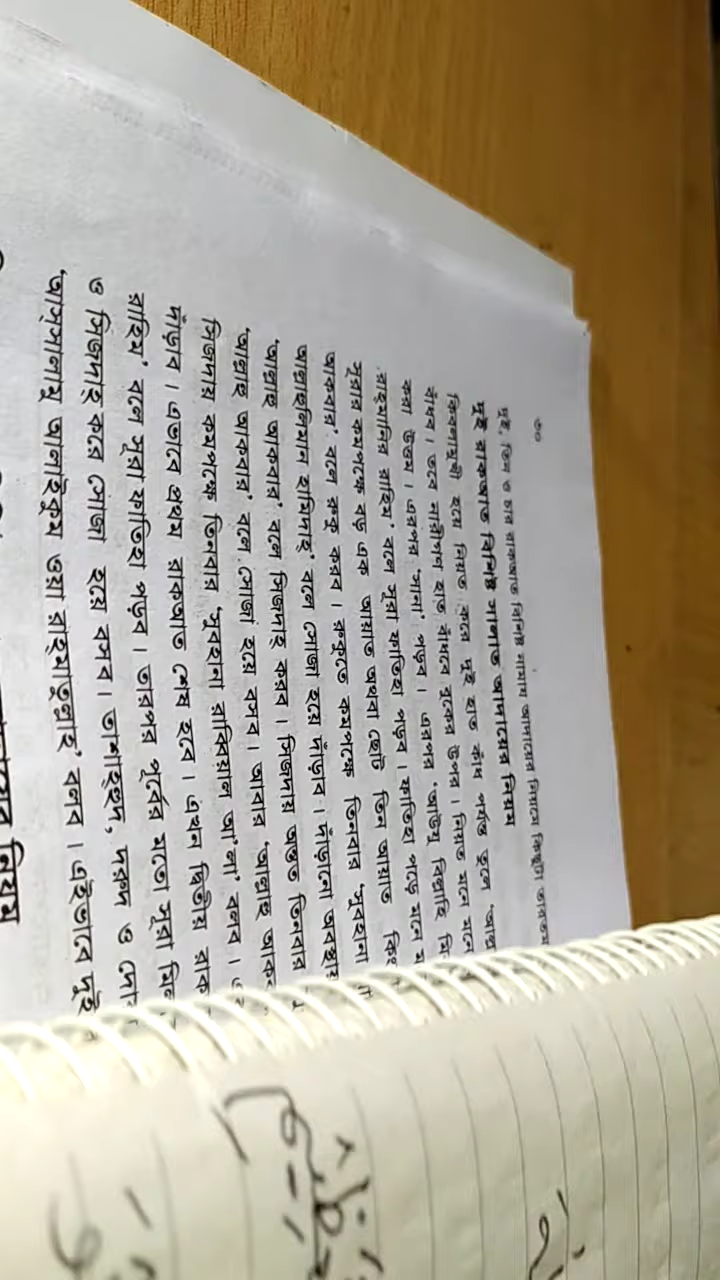 ৩০
দুই, তিন ও চার রাকআত বিশিষ্ট নামায আদায়ের নিয়মে কিছুটা তারতম
দুই রাকআত বিশিষ্ট সালাত আদায়ের নিয়ম
কিবলামুখী হয়ে নিয়ত করে দুই হাত কাঁধ পর্যন্ত তুলে 'আল্ল
বাঁধব। তবে নারীগণ হাত বাঁধবে বুকের উপর। নিয়ত মনে মনে
করা উত্তম। এরপর 'সানা' পড়ব। এরপর 'আউযু বিল্লাহি মি
রাহমানির রাহিম' বলে সূরা ফাতিহা পড়ব। ফাতিহা পড়ে মনে ম
সূরার কমপক্ষে বড় এক আয়াত অথবা ছোট তিন আয়াত কি
আকবার' বলে রুকু করব। রুকুতে কমপক্ষে তিনবার 'সুবহানা
আল্লাহুলিমান হামিদাহ' বলে সোজা হয়ে দাঁড়াব। দাঁড়ানো অবস্থায়
'আল্লাহু আকবার' বলে সিজদাহ করব। সিজদায় অন্তত তিনবার
'আল্লাহু আকবার' বলে সোজা হয়ে বসব। আবার 'আল্লাহু আকব
সিজদায় কমপক্ষে তিনবার 'সুবহানা রাব্বিয়াল আ'লা' বলব।
দাঁড়াব। এভাবে প্রথম রাকআত শেষ হবে। এখন দ্বিতীয় রাক
রাহিম' বলে সূরা ফাতিহা পড়ব। তারপর পূর্বের মতো সূরা মিল
ও সিজদাহ করে সোজা হয়ে বসব। তাশাহহুদ, দরুদ ও দো
'আস্সালামু আলাইকুম ওয়া রাহ্মাতুল্লাহ' বলব। এইভাবে দুই
নিয়ম